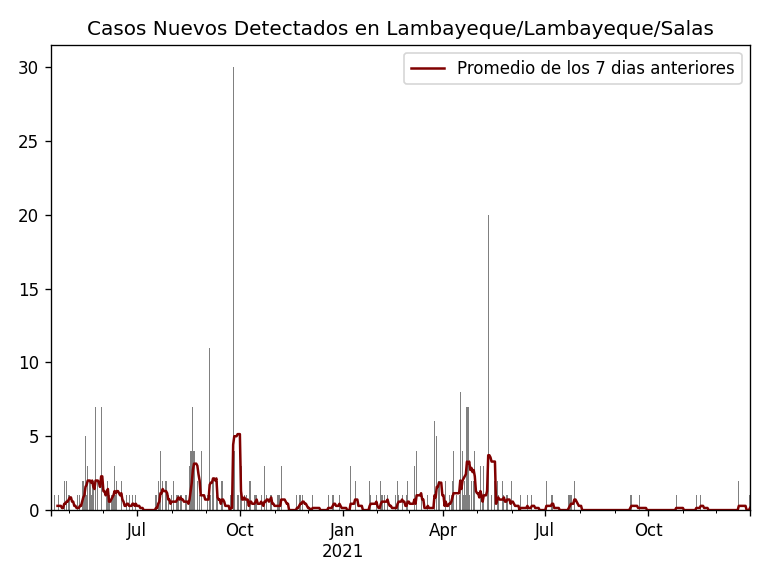 Casos Nuevos Detectados en Lambayeque/Lambayeque/Salas
Promedio de los 7 dias anteriores
30
25
20
15
10
5
0
Jul Oct Jan Apr Jul Oct
2021